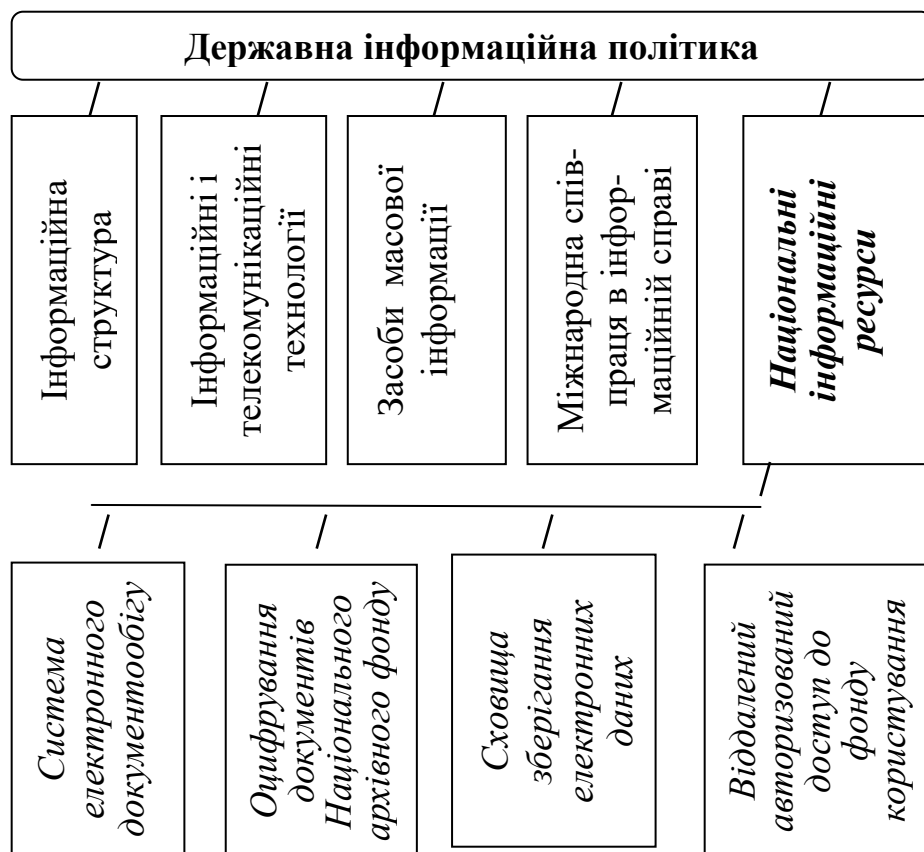 Державна інформаційна політика
Інформаційна
структура
Інформаційні і
телекомунікаційні
технології
Засоби масової
інформації
Міжнародна спів-
праця в інфор-
маційній справі
Національні
інформаційні
ресурси
Система
електронного
документообігу
Оцифрування
документів
Національного
архівного фонду
Сховища
зберігання
електронних
даних
Віддалений
авторизований
доступ до
фонду
користування